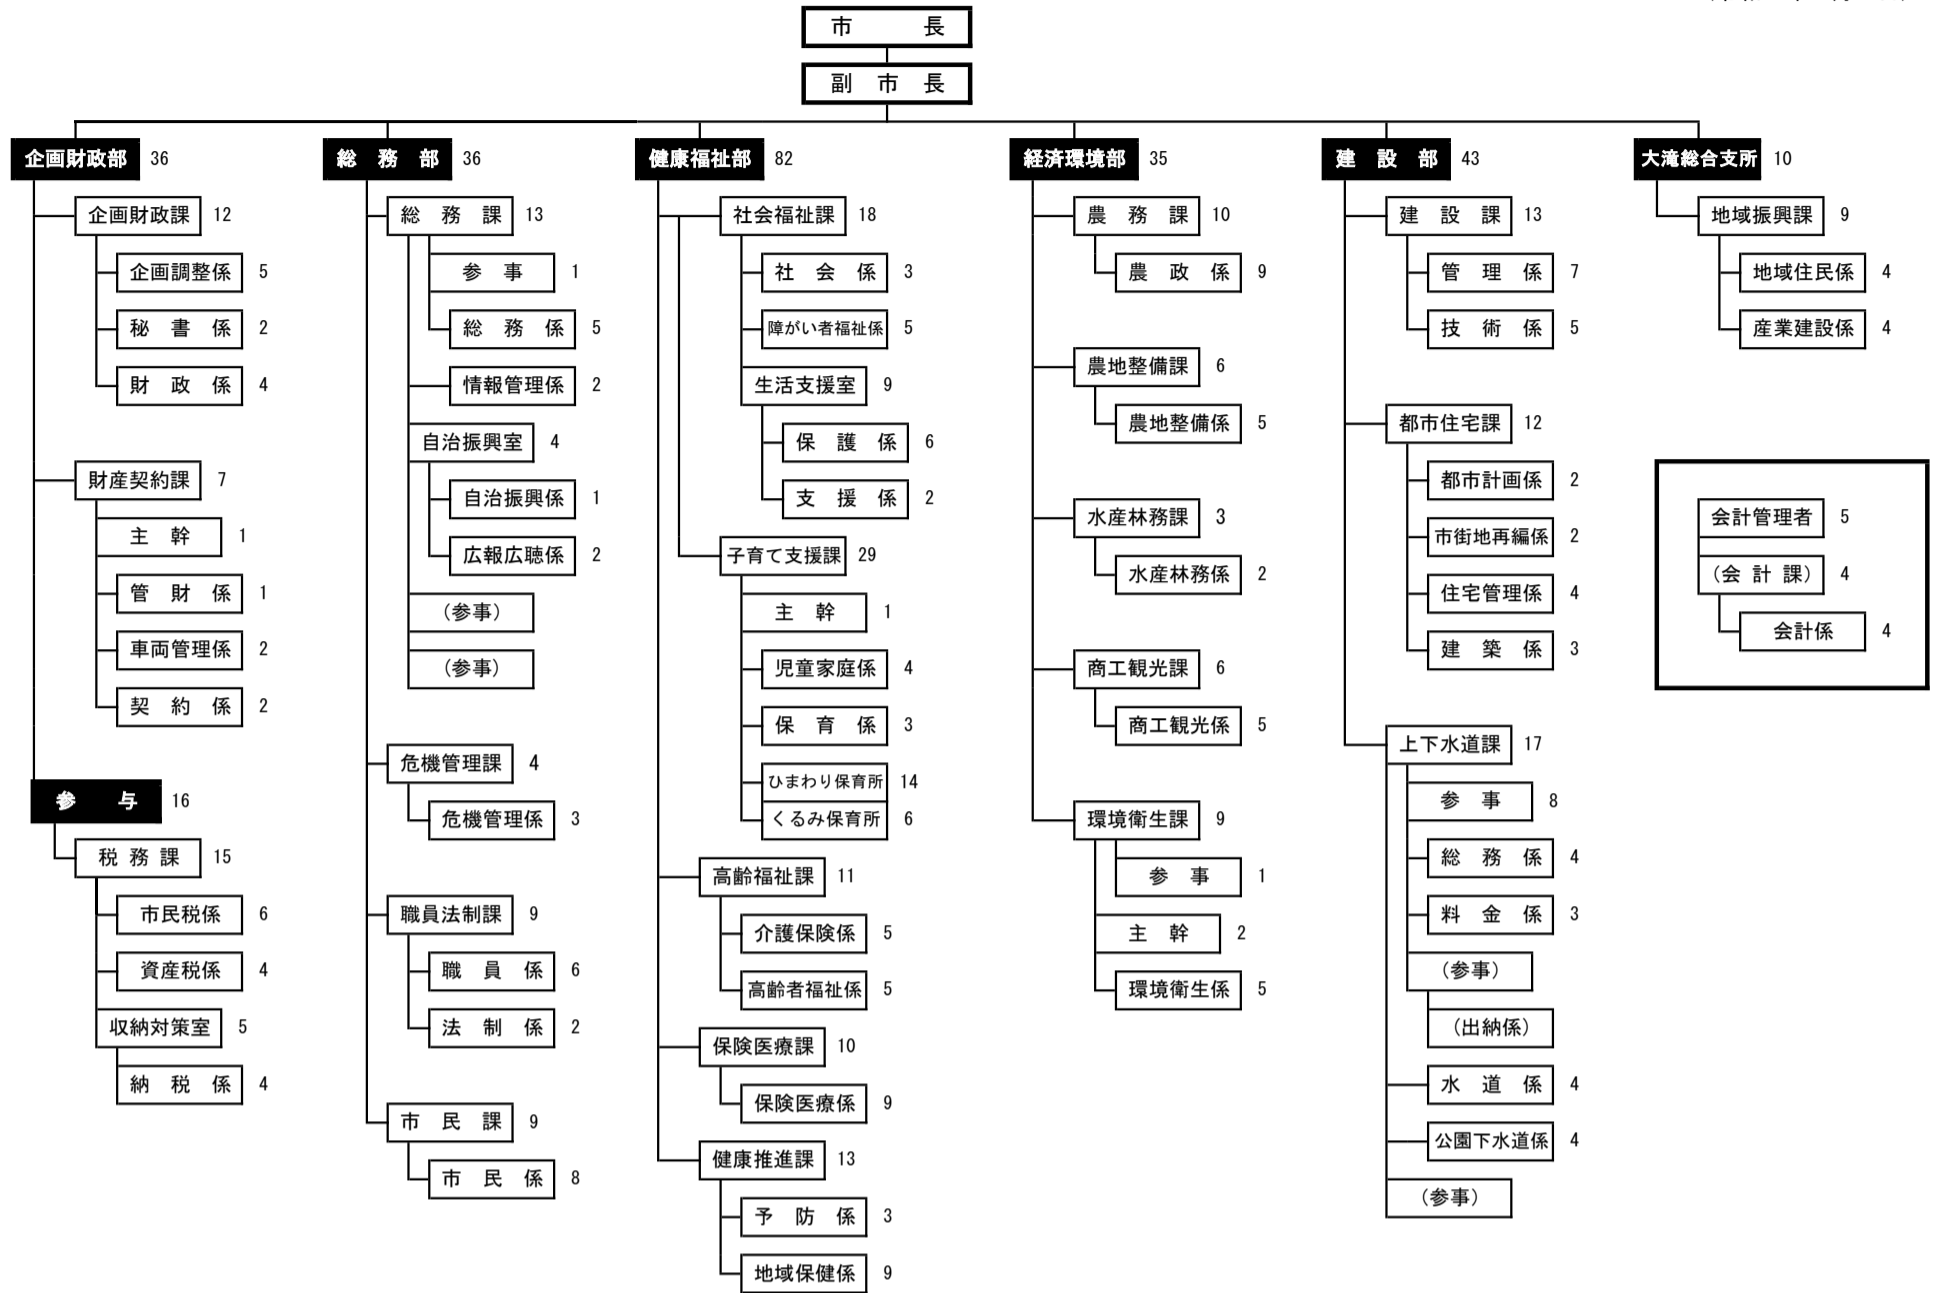 市長
副市長
企画財政部 36
企画財政課 12
企画調整係 5
秘書係 2
財政係 4
財産契約課 7
主幹 1
管財係 1
車両管理係 2
契約係 2
参与 16
税務課 15
市民税係 6
資産税係 4
収納対策室 5
納税係 4
総務部 36
総務課 13
参事 1
総務係 5
情報管理係 2
自治振興室 4
自治振興係 1
広報広聴係 2
(参事)
(参事)
危機管理課 4
危機管理係 3
職員法制課 9
職員係 6
法制係 2
市民課 9
市民係 8
健康福祉部 82
社会福祉課 18
社会係 3
障がい者福祉係 5
生活支援室 9
保護係 6
支援係 2
子育て支援課 29
主幹 1
児童家庭係 4
保育係 3
ひまわり保育所 14
くるみ保育所 6
高齢福祉課 11
介護保険係 5
高齢者福祉係 5
保険医療課 10
保険医療係 9
健康推進課 13
予防係 3
地域保健係 9
経済環境部 35
農務課 10
農政係 9
農地整備課 6
農地整備係 5
水産林務課 3
水産林務係 2
商工観光課 6
商工観光係 5
環境衛生課 9
参事 1
主幹 2
環境衛生係 5
建設部 43
建設課 13
管理係 7
技術係 5
都市住宅課 12
都市計画係 2
市街地再編係 2
住宅管理係 4
建築係 3
上下水道課 17
参事 8
総務係 4
料金係 3
(参事)
(出納係)
水道係 4
公園下水道係 4
(参事)
大滝総合支所 10
地域振興課 9
地域住民係 4
産業建設係 4
会計管理者 5
(会計課) 4
会計係 4